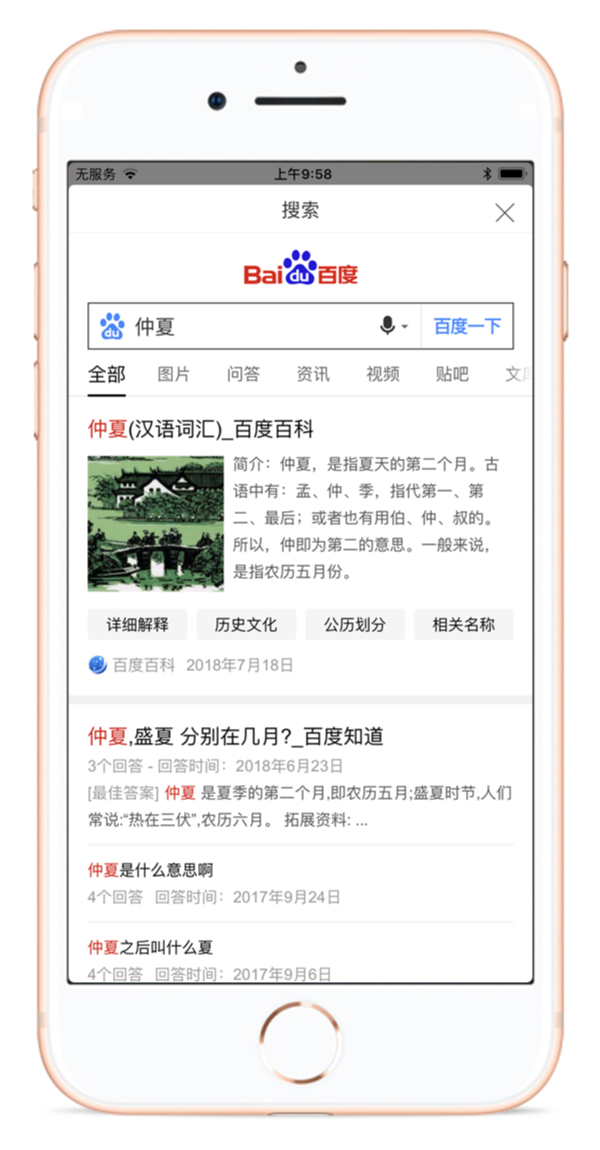 无服务 上午9:58
搜索
Bai du 百度
du 仲夏 百度一下
全部 图片 问答 资讯 视频 贴吧 文
仲夏(汉语词汇)_百度百科
简介：仲夏，是指夏天的第二个月。古
语中有：孟、仲、季，指代第一、第
二、最后；或者也有用伯、仲、叔的。
所以，仲即为第二的意思。一般来说，
是指农历五月份。
详细解释 历史文化 公历划分 相关名称
百度百科 2018年7月18日
仲夏,盛夏 分别在几月?_百度知道
3个回答 - 回答时间：2018年6月23日
[最佳答案] 仲夏 是夏季的第二个月,即农历五月;盛夏时节,人们
常说:“热在三伏”,农历六月。 拓展资料: ...
仲夏是什么意思啊
4个回答 回答时间：2017年9月24日
仲夏之后叫什么夏
4个回答 回答时间：2017年9月6日